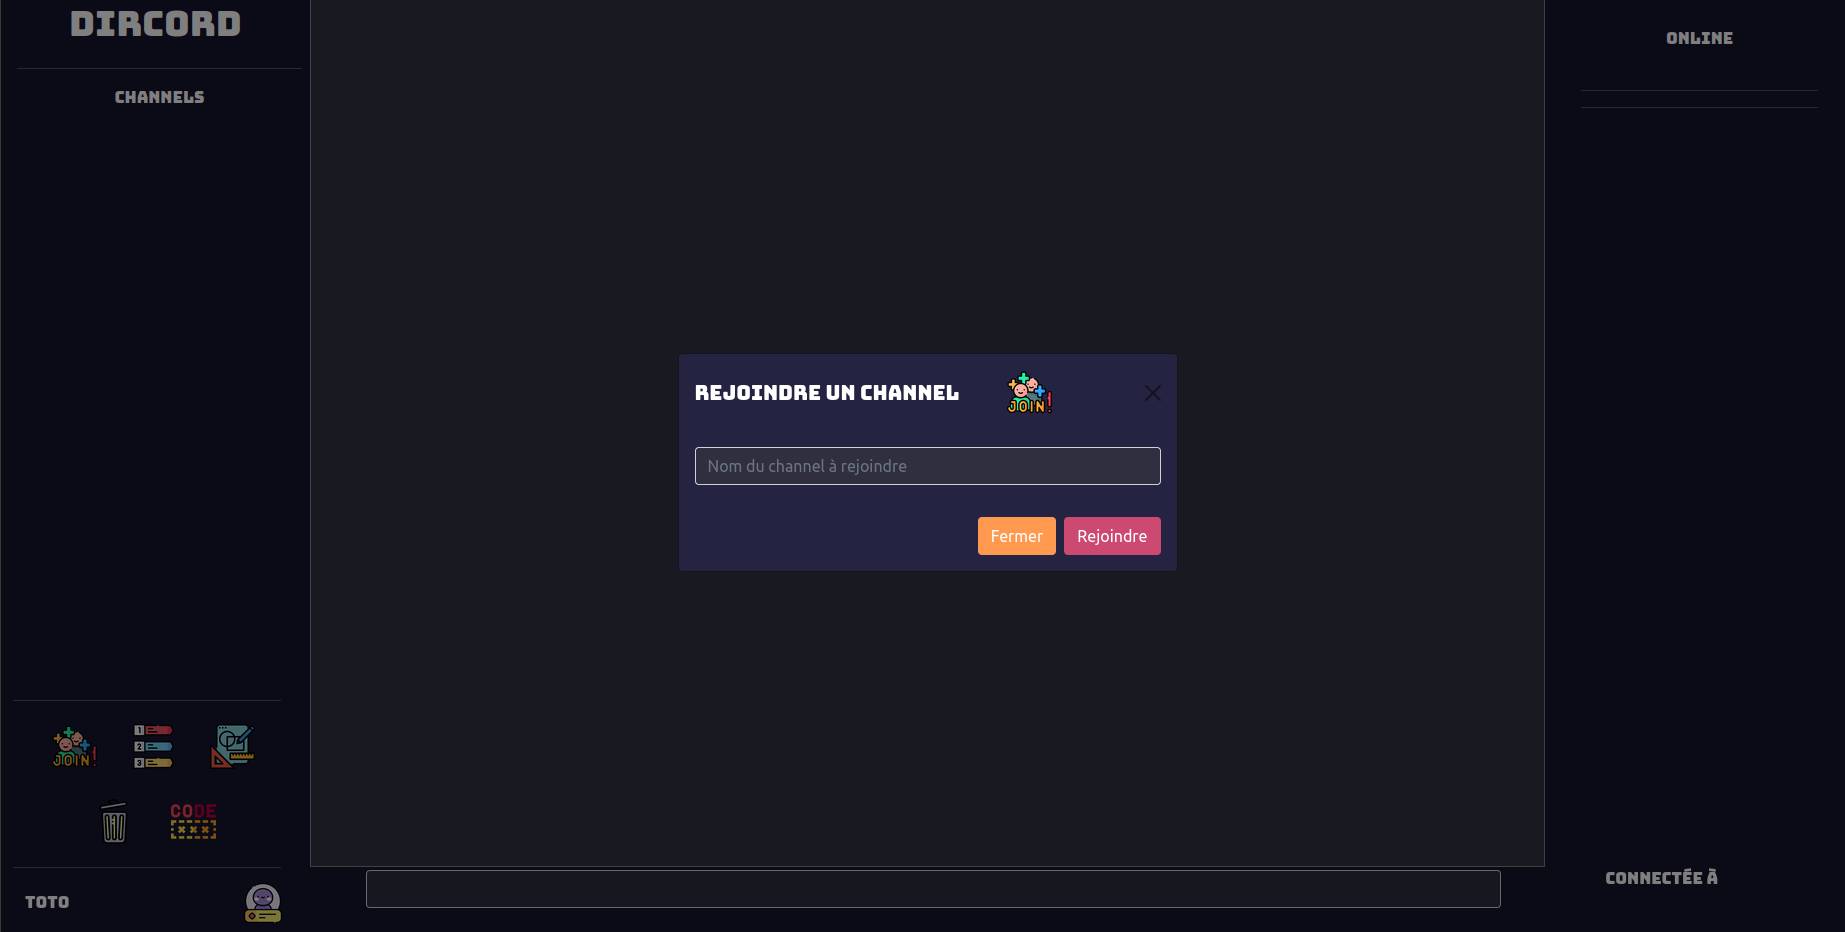 DIRCORD
CHANNELS
ONLINE
REJOINDRE UN CHANNEL
JOIN!
Nom du channel à rejoindre
Fermer
Rejoindre
JOIN!
1
2
3
CODE
TOTO
CONNECTÉE À